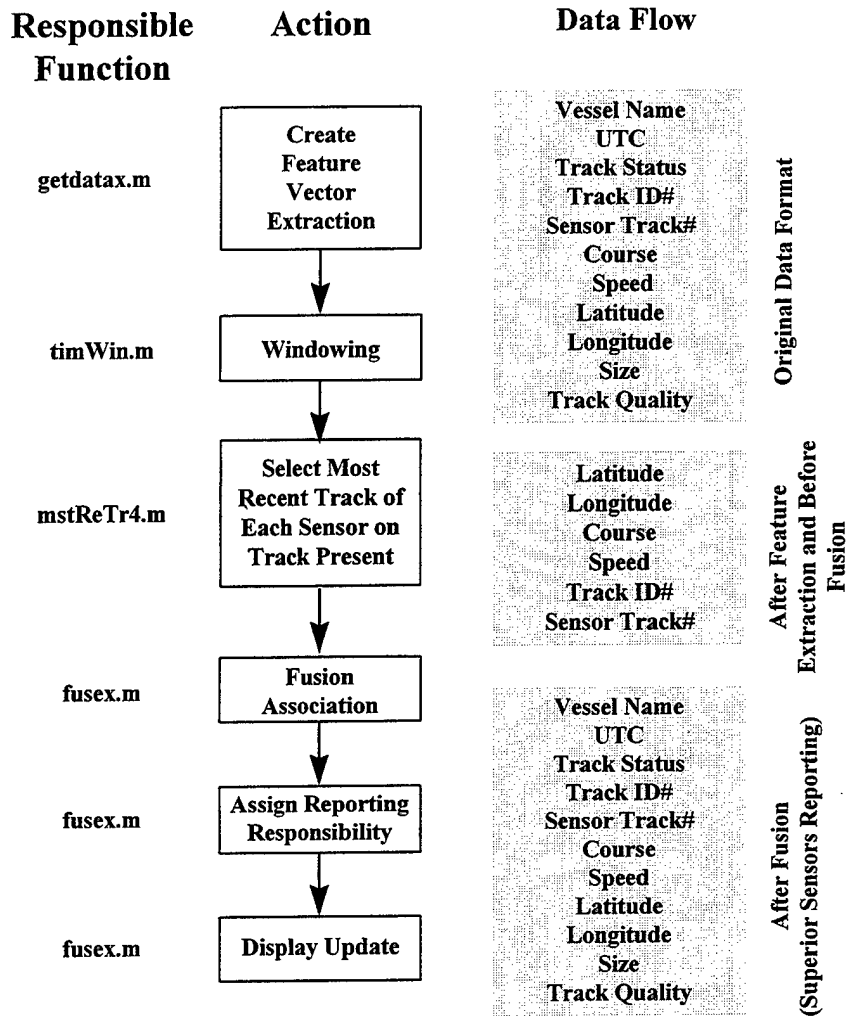 Responsible
Function
Action
Data Flow
getdatax.m
Create
Feature
Vector
Extraction
timWin.m
Windowing
mstReTr4.m
Select Most
Recent Track of
Each Sensor on
Track Present
fusex.m
Fusion
Association
fusex.m
Assign Reporting
Responsibility
fusex.m
Display Update
Vessel Name
UTC
Track Status
Track ID#
Sensor Track#
Course
Speed
Latitude
Longitude
Size
Track Quality
Original Data Format
Latitude
Longitude
Course
Speed
Track ID#
Sensor Track#
After Feature
Extraction and Before
Fusion
Vessel Name
UTC
Track Status
Track ID#
Sensor Track#
Course
Speed
Latitude
Longitude
Size
Track Quality
After Fusion
(Superior Sensors Reporting)